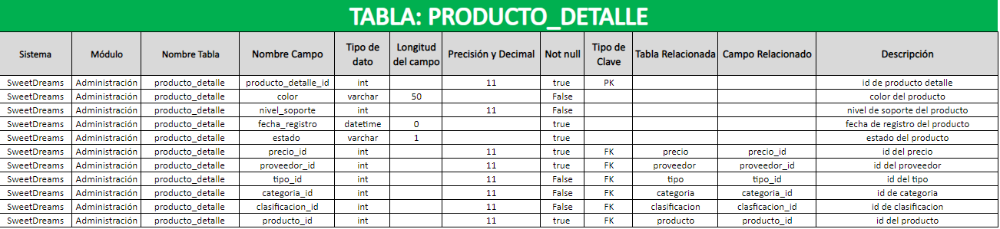 TABLA: PRODUCTO_DETALLE
Sistema Módulo Nombre Tabla Nombre Campo Tipo de dato Longitud del campo Precisión y Decimal Not null Tipo de Clave Tabla Relacionada Campo Relacionado Descripción
SweetDreams Administración producto_detalle producto_detalle_id int 11 true PK id de producto detalle
SweetDreams Administración producto_detalle color varchar 50 False color del producto
SweetDreams Administración producto_detalle nivel_soporte int 11 False nivel de soporte del producto
SweetDreams Administración producto_detalle fecha_registro datetime 0 true fecha de registro del producto
SweetDreams Administración producto_detalle estado varchar 1 true estado del producto
SweetDreams Administración producto_detalle precio_id int 11 true FK precio precio_id id del precio
SweetDreams Administración producto_detalle proveedor_id int 11 true FK proveedor proveedor_id id del proveedor
SweetDreams Administración producto_detalle tipo_id int 11 False FK tipo tipo_id id del tipo
SweetDreams Administración producto_detalle categoria_id int 11 False FK categoria categoria_id id de categoria
SweetDreams Administración producto_detalle clasificacion_id int 11 False FK clasificacion clasficacion_id id de clasificacion
SweetDreams Administración producto_detalle producto_id int 11 true FK producto producto_id id del producto